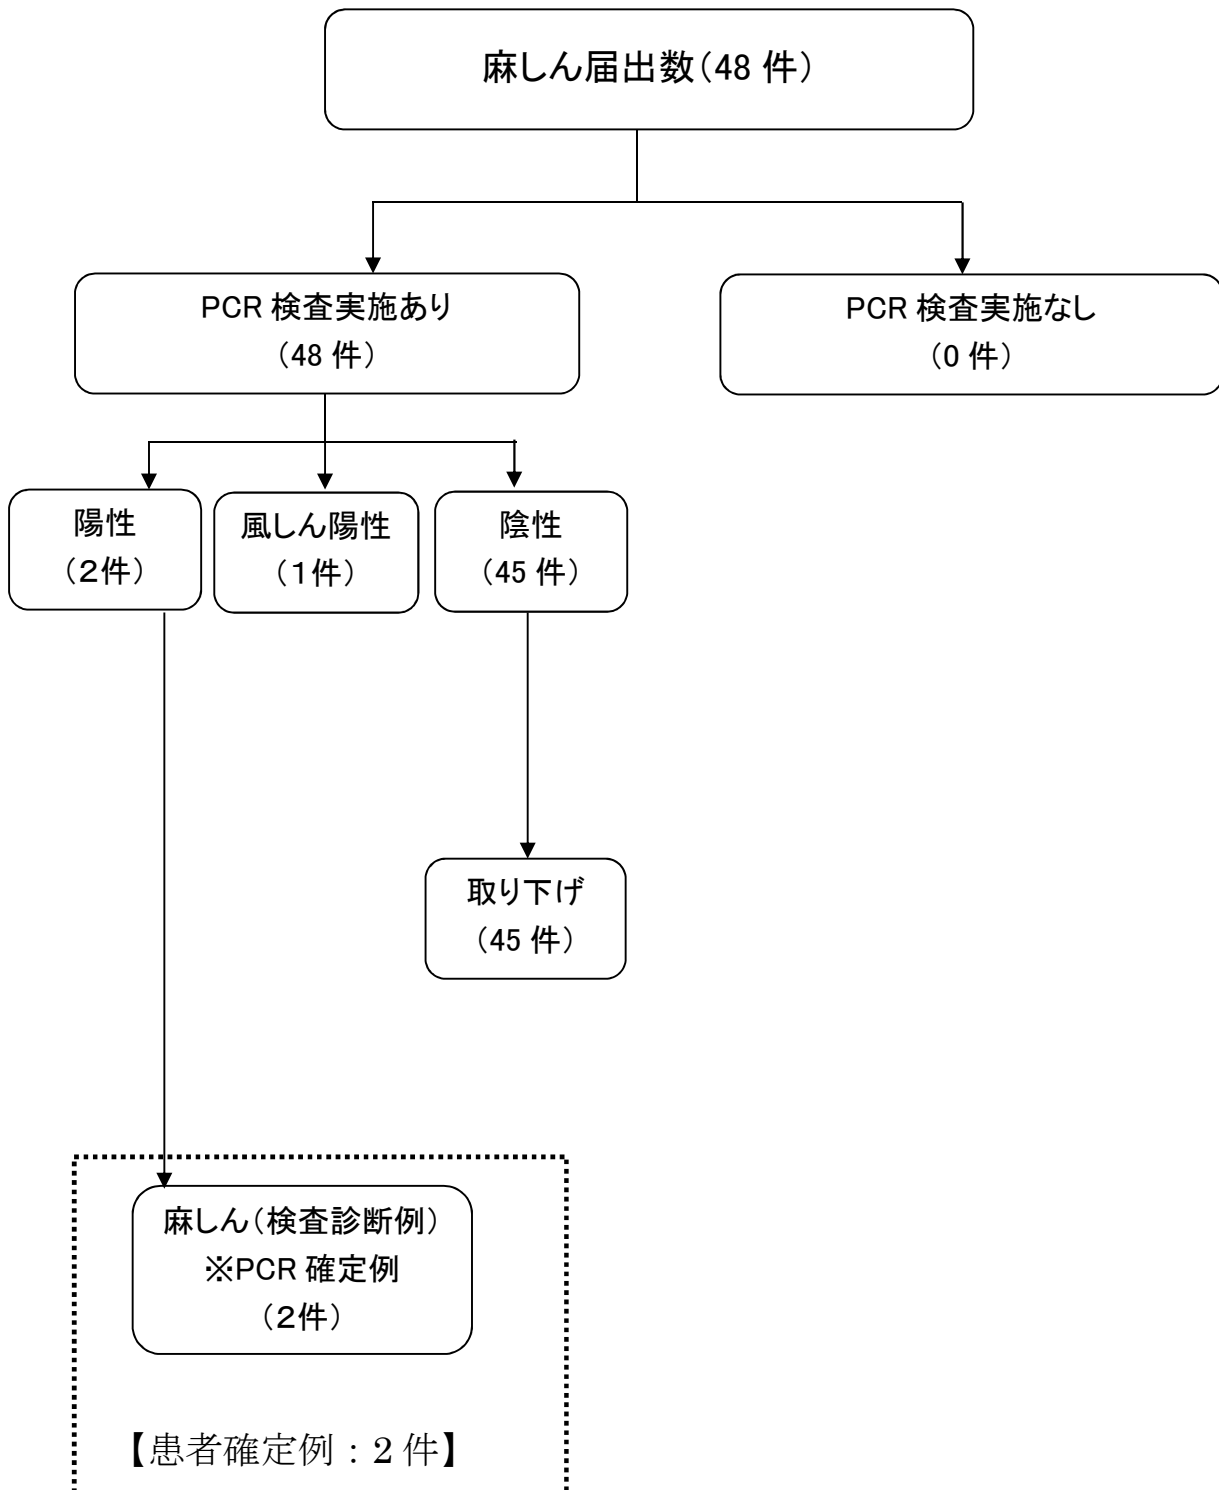 麻しん届出数（48 件）
PCR 検査実施あり
（48 件）
PCR 検査実施なし
（0 件）
陽性
（２件）
風しん陽性
（１件）
陰性
（45 件）
取り下げ
（45 件）
麻しん（検査診断例）
※PCR 確定例
（２件）
【患者確定例：2 件】